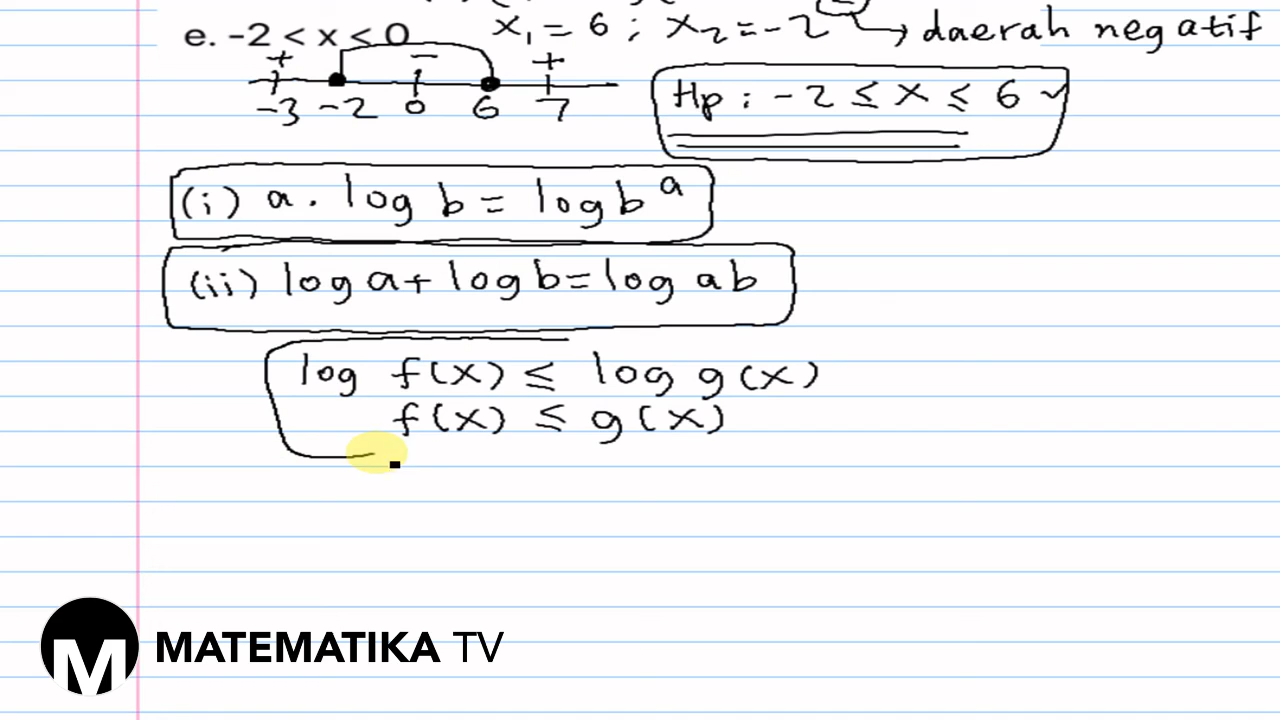 e. -2 < x < 0
x₁ = 6 ; x₂ = -2 → daerah negatif
+ − +
-3 -2 0 6 7
Hp : -2 ≤ x ≤ 6 ✓
(i) a . log b = log bᵃ
(ii) log a + log b = log ab
log f(x) ≤ log g(x)
f(x) ≤ g(x)
M MATEMATIKA TV